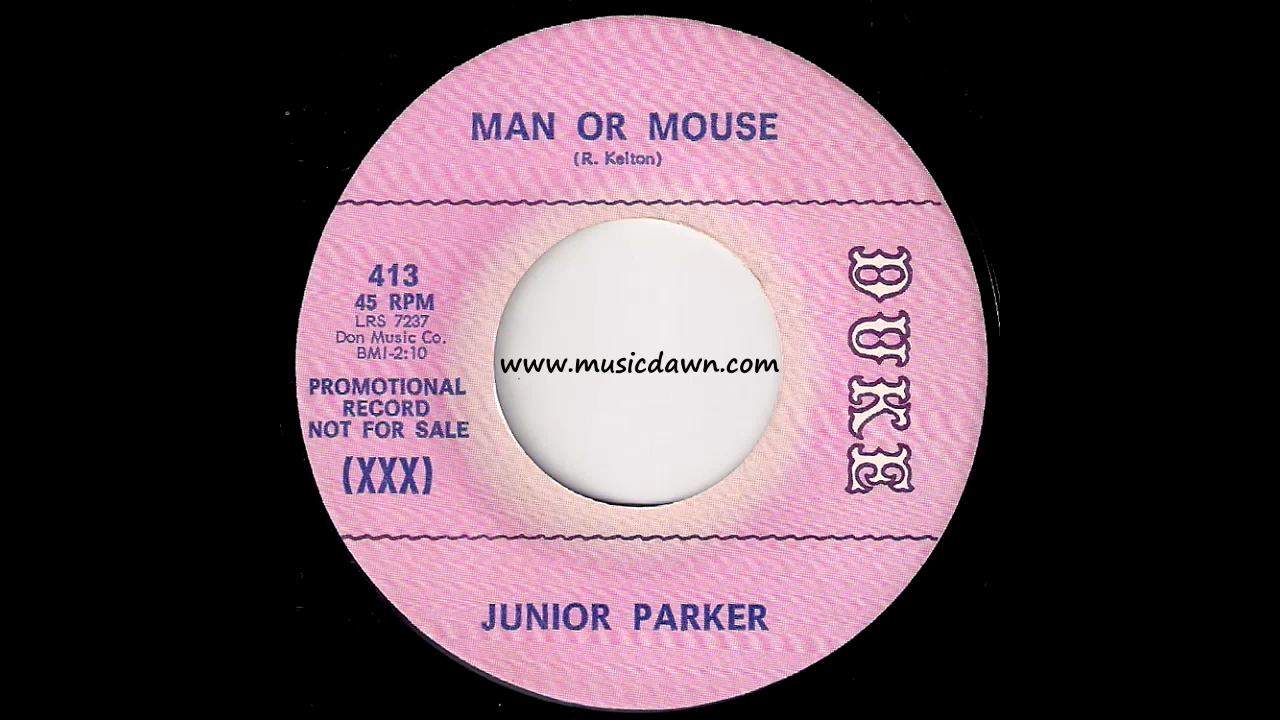 MAN OR MOUSE
(R. Kelton)
413
45 RPM
LRS 7237
Don Music Co.
BMI-2:10
PROMOTIONAL
RECORD
NOT FOR SALE
(XXX)
www.musicdawn.com
DUKE
JUNIOR PARKER